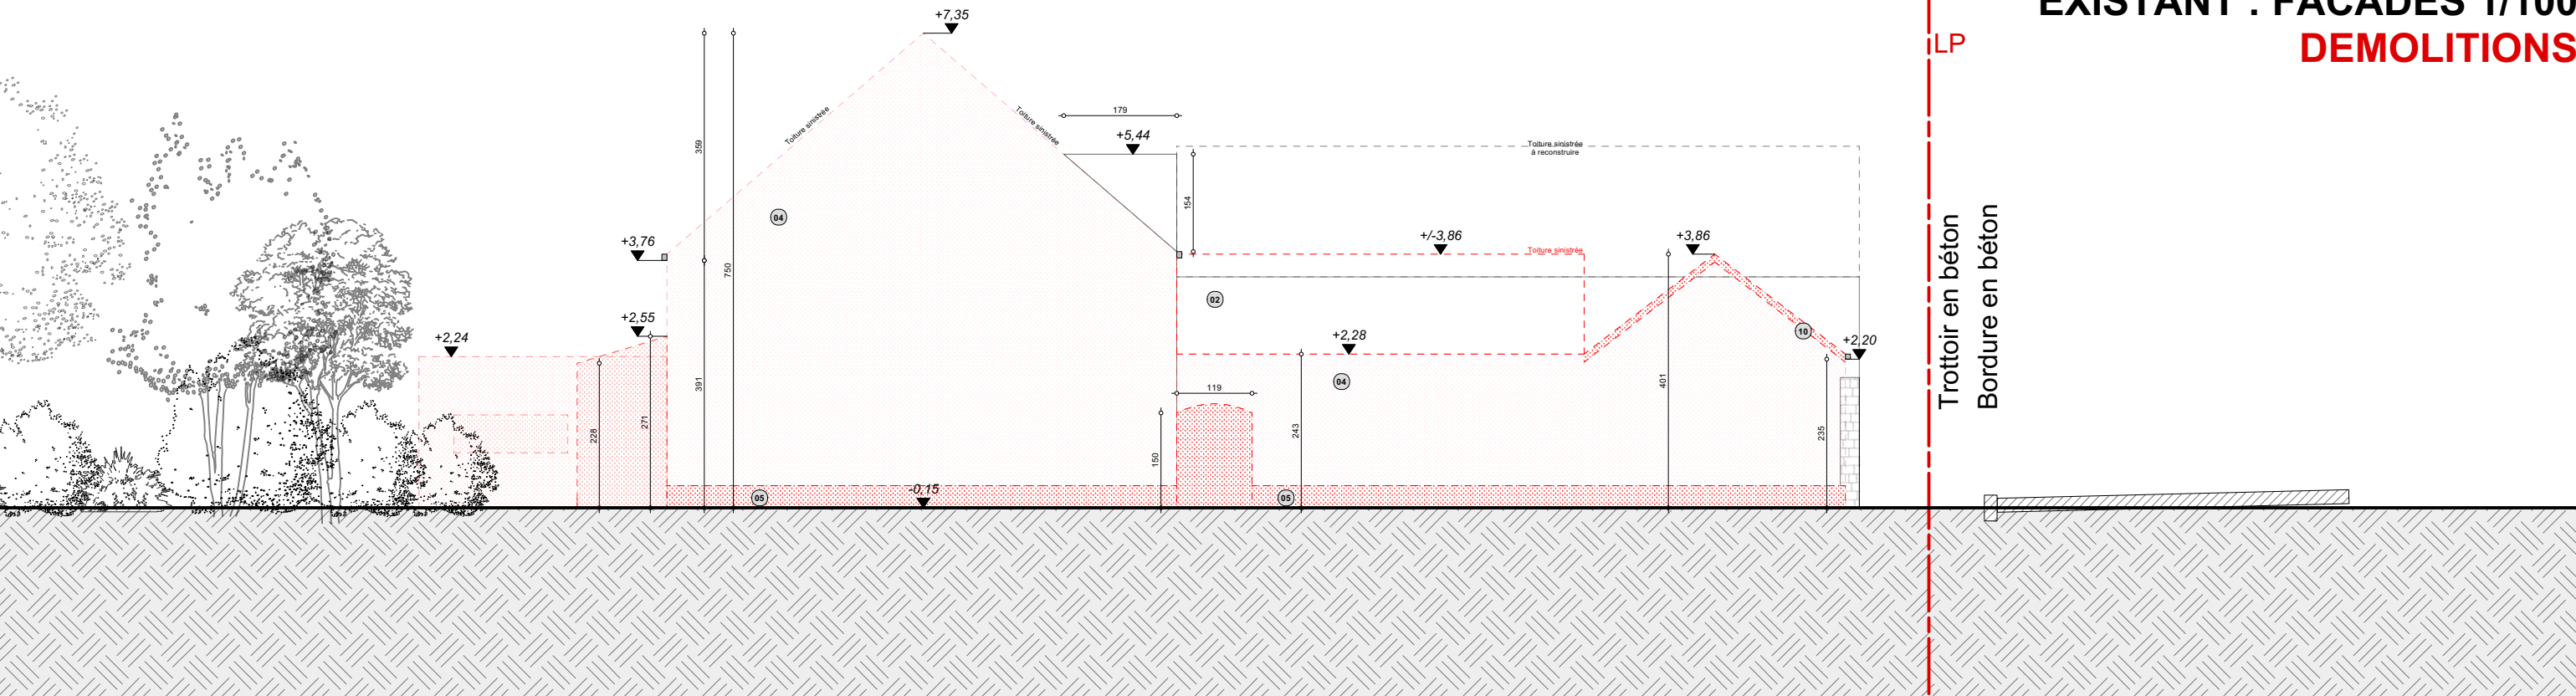 EXISTANT : FACADES 1/100
DEMOLITIONS
LP
+7,35
179
+5,44
Toiture sinistrée
Toiture sinistrée
359
750
154
Toiture sinistrée
à reconstruire
04
+3,76
+/-3,86
Toiture sinistrée
+3,86
02
+2,55
+2,24
+2,28
10
+2,20
391
271
228
119
04
401
150
243
235
05
-0,15
05
Trottoir en béton
Bordure en béton